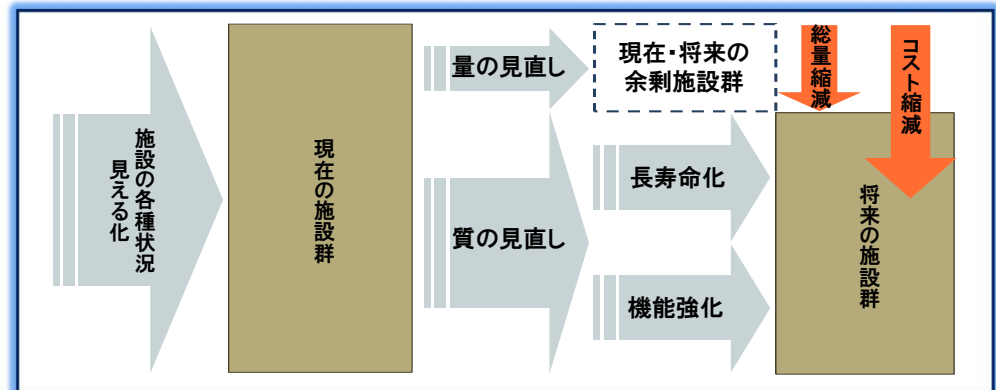 施設の各種状況
見える化
現在の施設群
量の見直し
現在・将来の
余剰施設群
総量縮減
コスト縮減
質の見直し
長寿命化
機能強化
将来の施設群